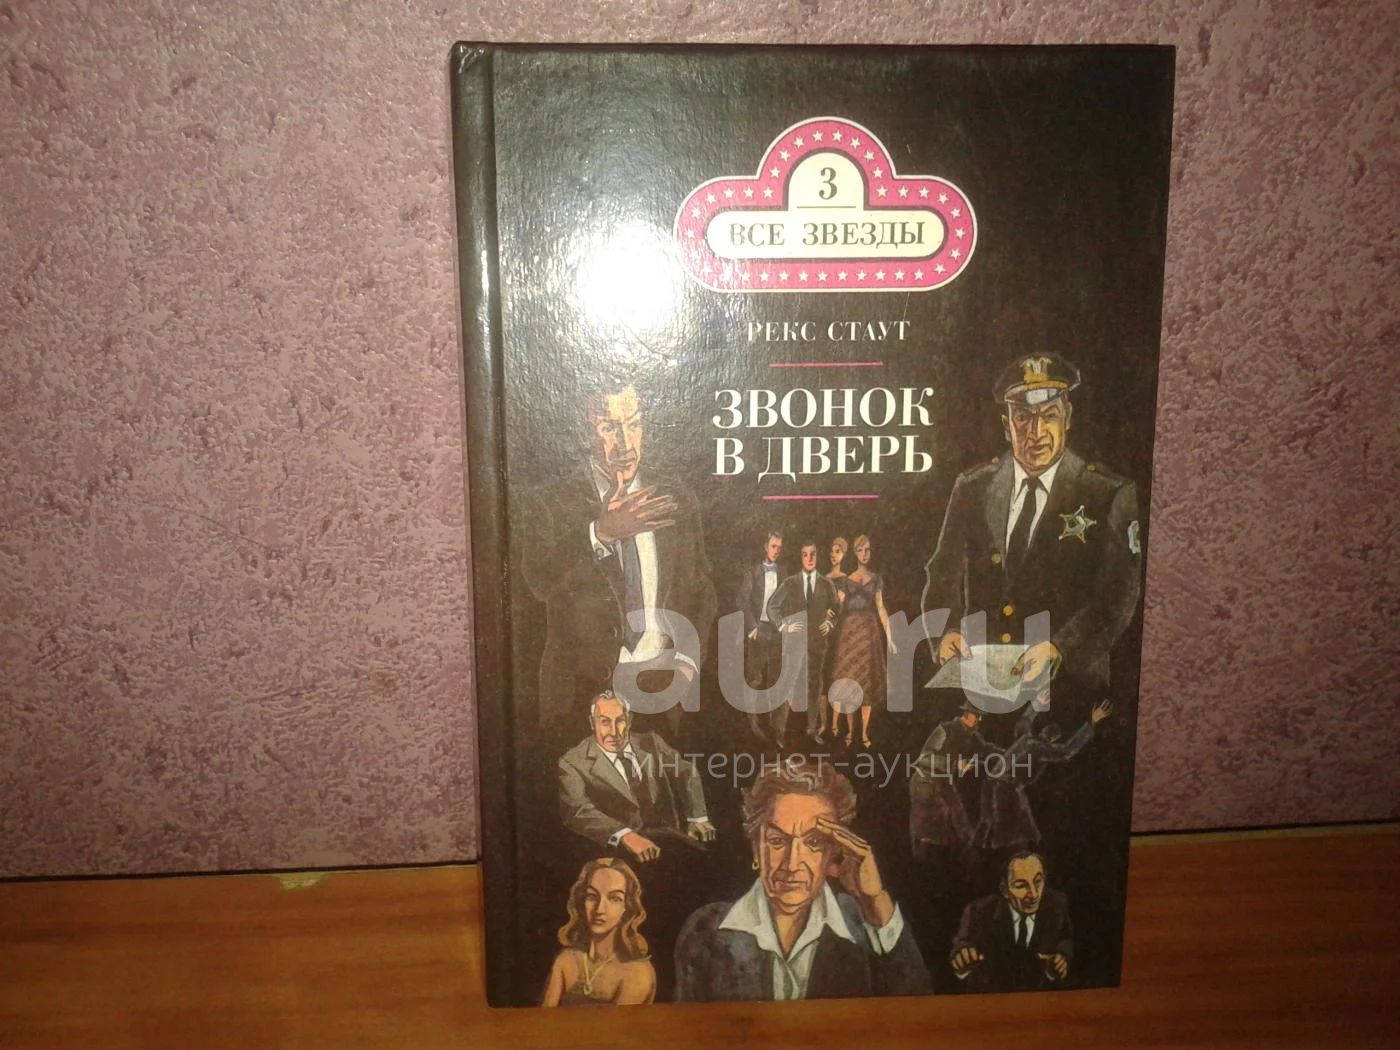 3
ВСЕ ЗВЕЗДЫ
РЕКС СТАУТ
ЗВОНОК
В ДВЕРЬ
au.ru
интернет-аукцион